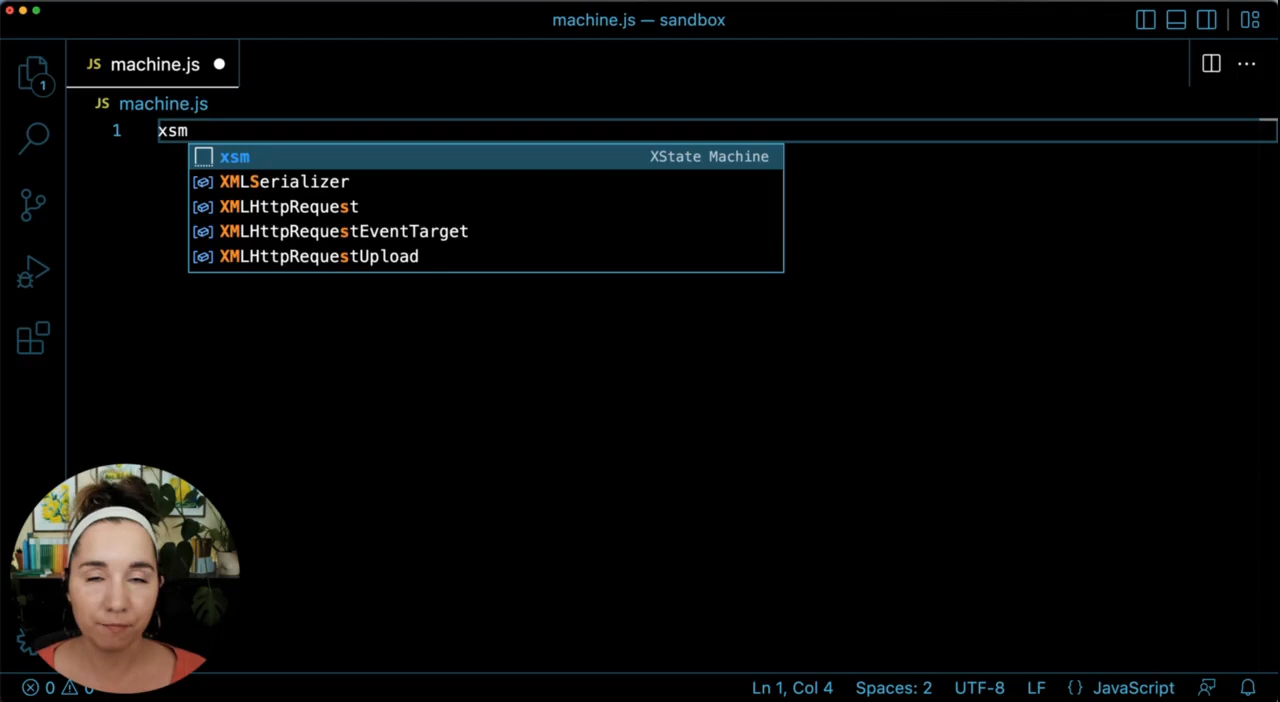 machine.js — sandbox
JS machine.js
JS machine.js
1 xsm
xsm XState Machine
XMLSerializer
XMLHttpRequest
XMLHttpRequestEventTarget
XMLHttpRequestUpload
1
0 0 Ln 1, Col 4 Spaces: 2 UTF-8 LF {} JavaScript